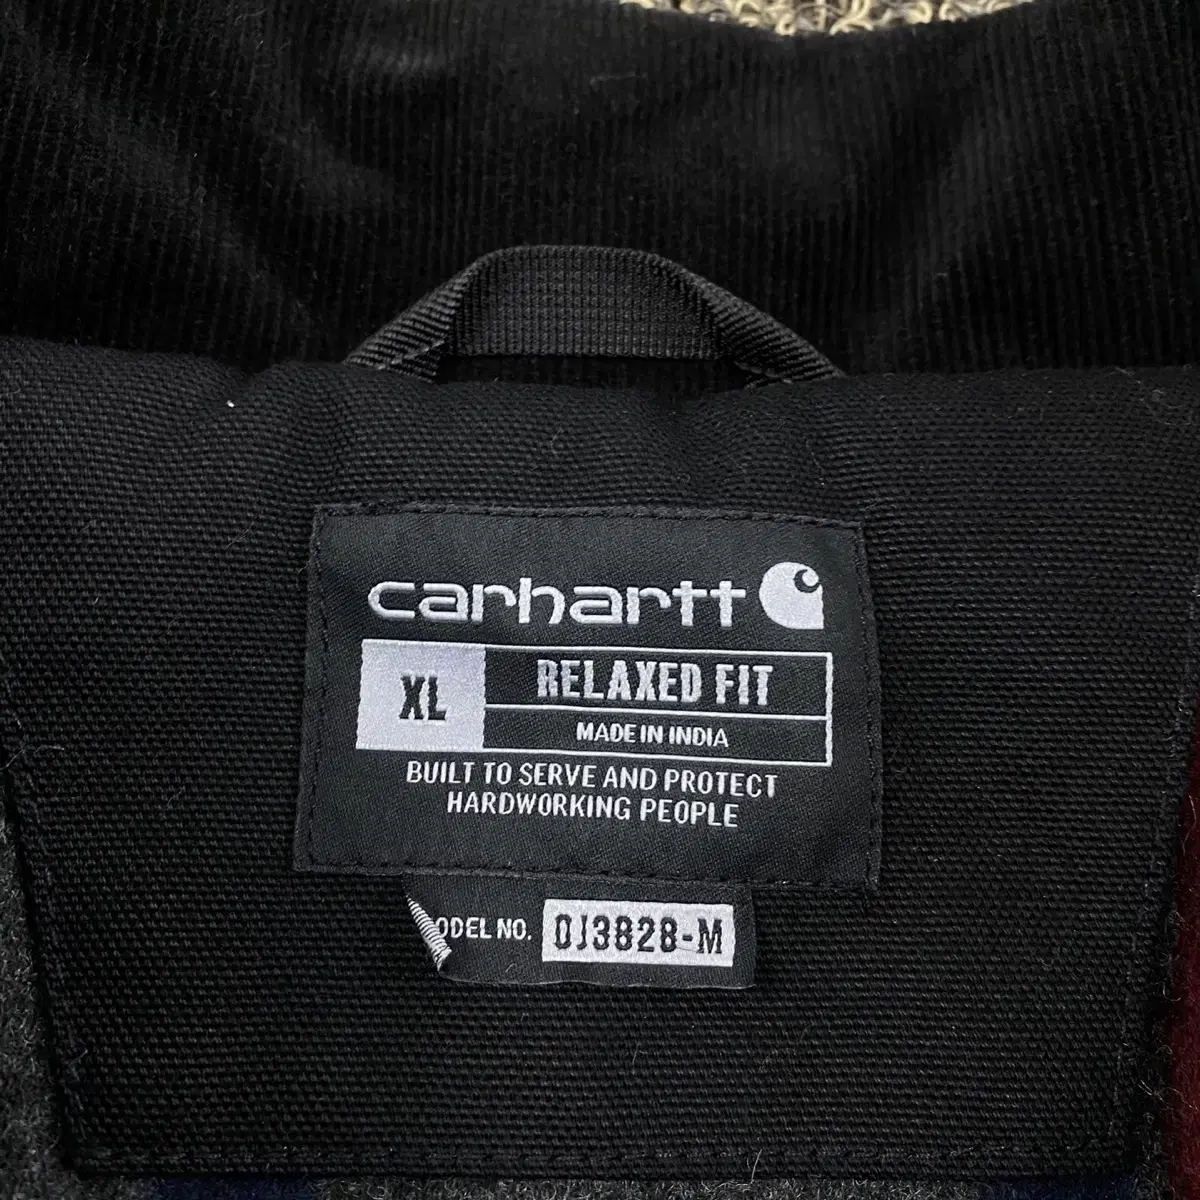 carhartt
XL
RELAXED FIT
MADE IN INDIA
BUILT TO SERVE AND PROTECT
HARDWORKING PEOPLE
ODEL NO. OJ3828-M